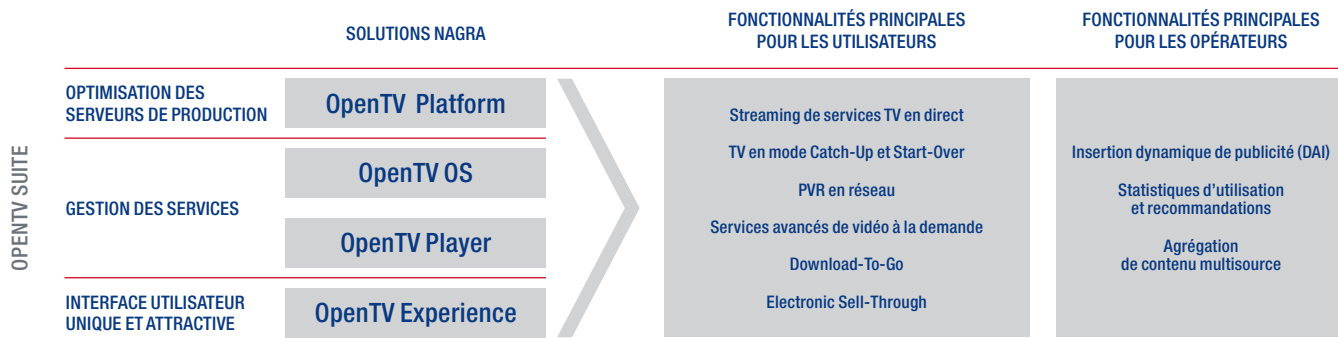 SOLUTIONS NAGRA
FONCTIONNALITÉS PRINCIPALES
POUR LES UTILISATEURS
FONCTIONNALITÉS PRINCIPALES
POUR LES OPÉRATEURS
OPENTV SUITE
OPTIMISATION DES
SERVEURS DE PRODUCTION
OpenTV Platform
GESTION DES SERVICES
OpenTV OS
OpenTV Player
INTERFACE UTILISATEUR
UNIQUE ET ATTRACTIVE
OpenTV Experience
Streaming de services TV en direct
TV en mode Catch-Up et Start-Over
PVR en réseau
Services avancés de vidéo à la demande
Download-To-Go
Electronic Sell-Through
Insertion dynamique de publicité (DAI)
Statistiques d’utilisation
et recommandations
Agrégation
de contenu multisource